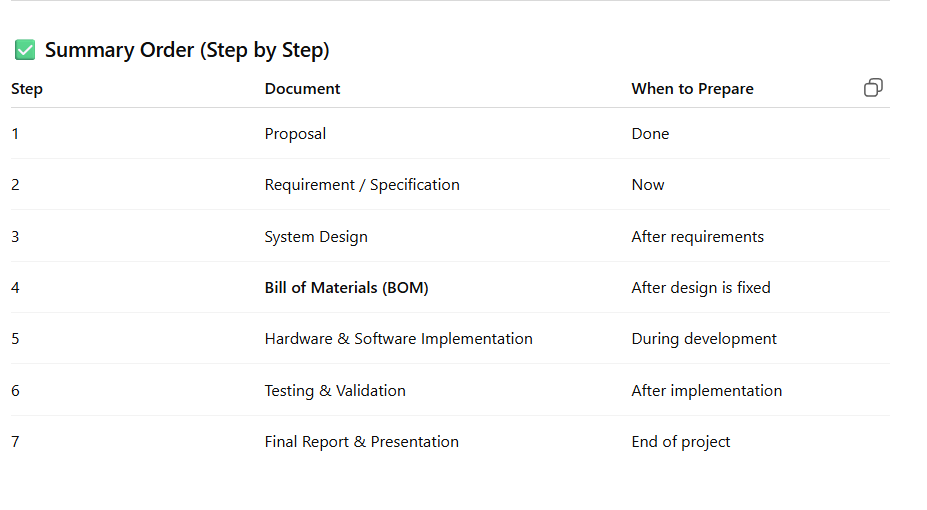 ✅ Summary Order (Step by Step)
Step Document When to Prepare
1 Proposal Done
2 Requirement / Specification Now
3 System Design After requirements
4 Bill of Materials (BOM) After design is fixed
5 Hardware & Software Implementation During development
6 Testing & Validation After implementation
7 Final Report & Presentation End of project